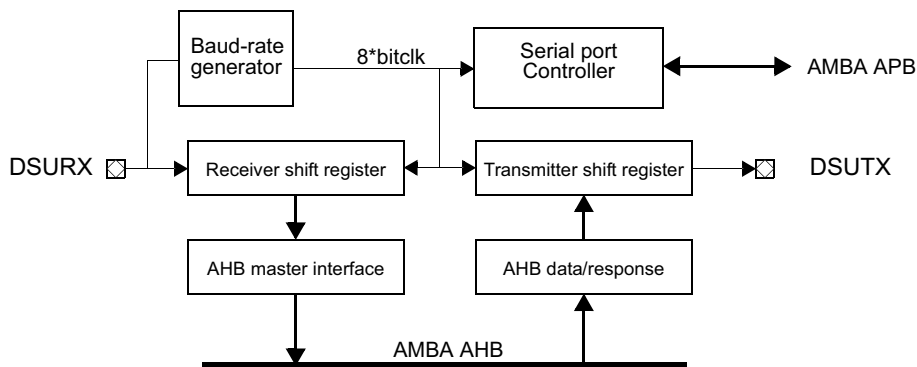 Baud-rate
generator
8*bitclk
Serial port
Controller
AMBA APB
DSURX
Receiver shift register
Transmitter shift register
DSUTX
AHB master interface
AHB data/response
AMBA AHB